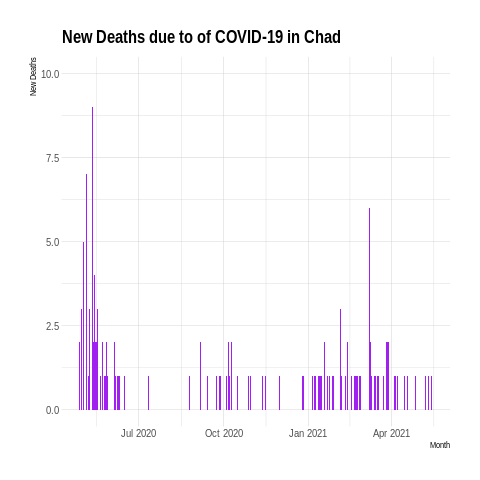 New Deaths due to of COVID-19 in Chad
New Deaths
10.0
7.5
5.0
2.5
0.0
Jul 2020 Oct 2020 Jan 2021 Apr 2021
Month